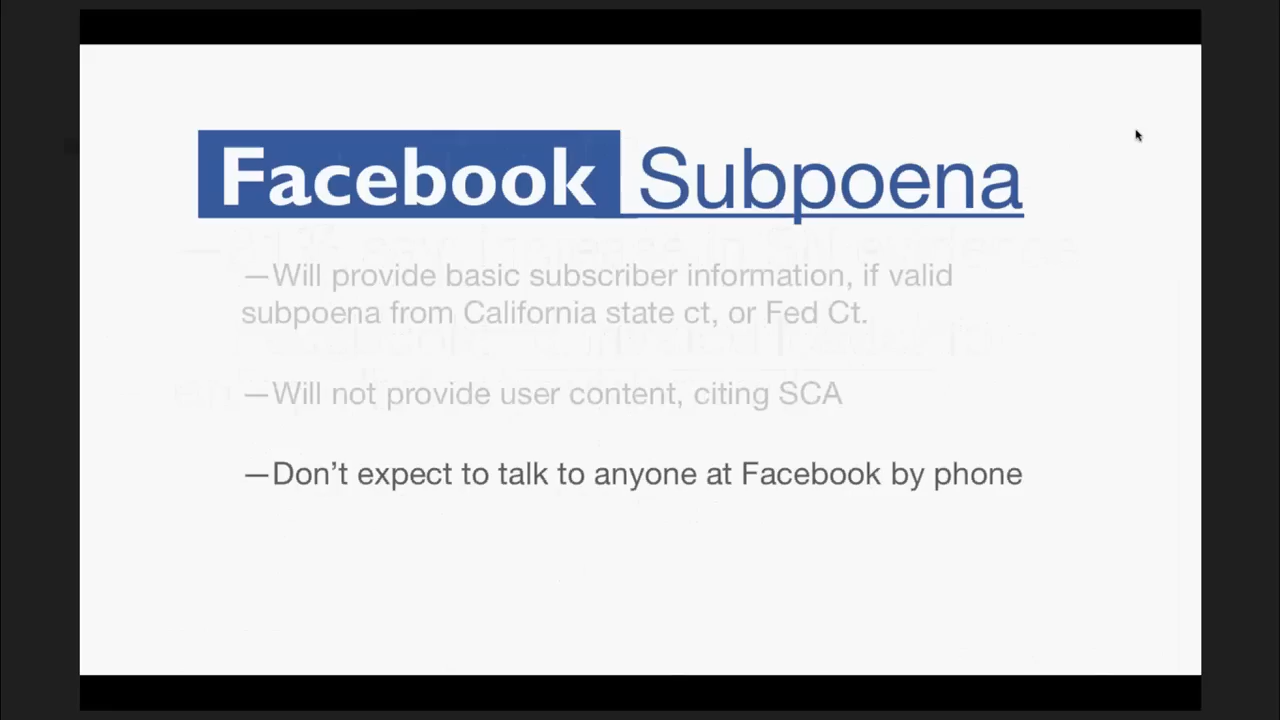 Facebook Subpoena
—Will provide basic subscriber information, if valid
subpoena from California state ct, or Fed Ct.
—Will not provide user content, citing SCA
—Don't expect to talk to anyone at Facebook by phone